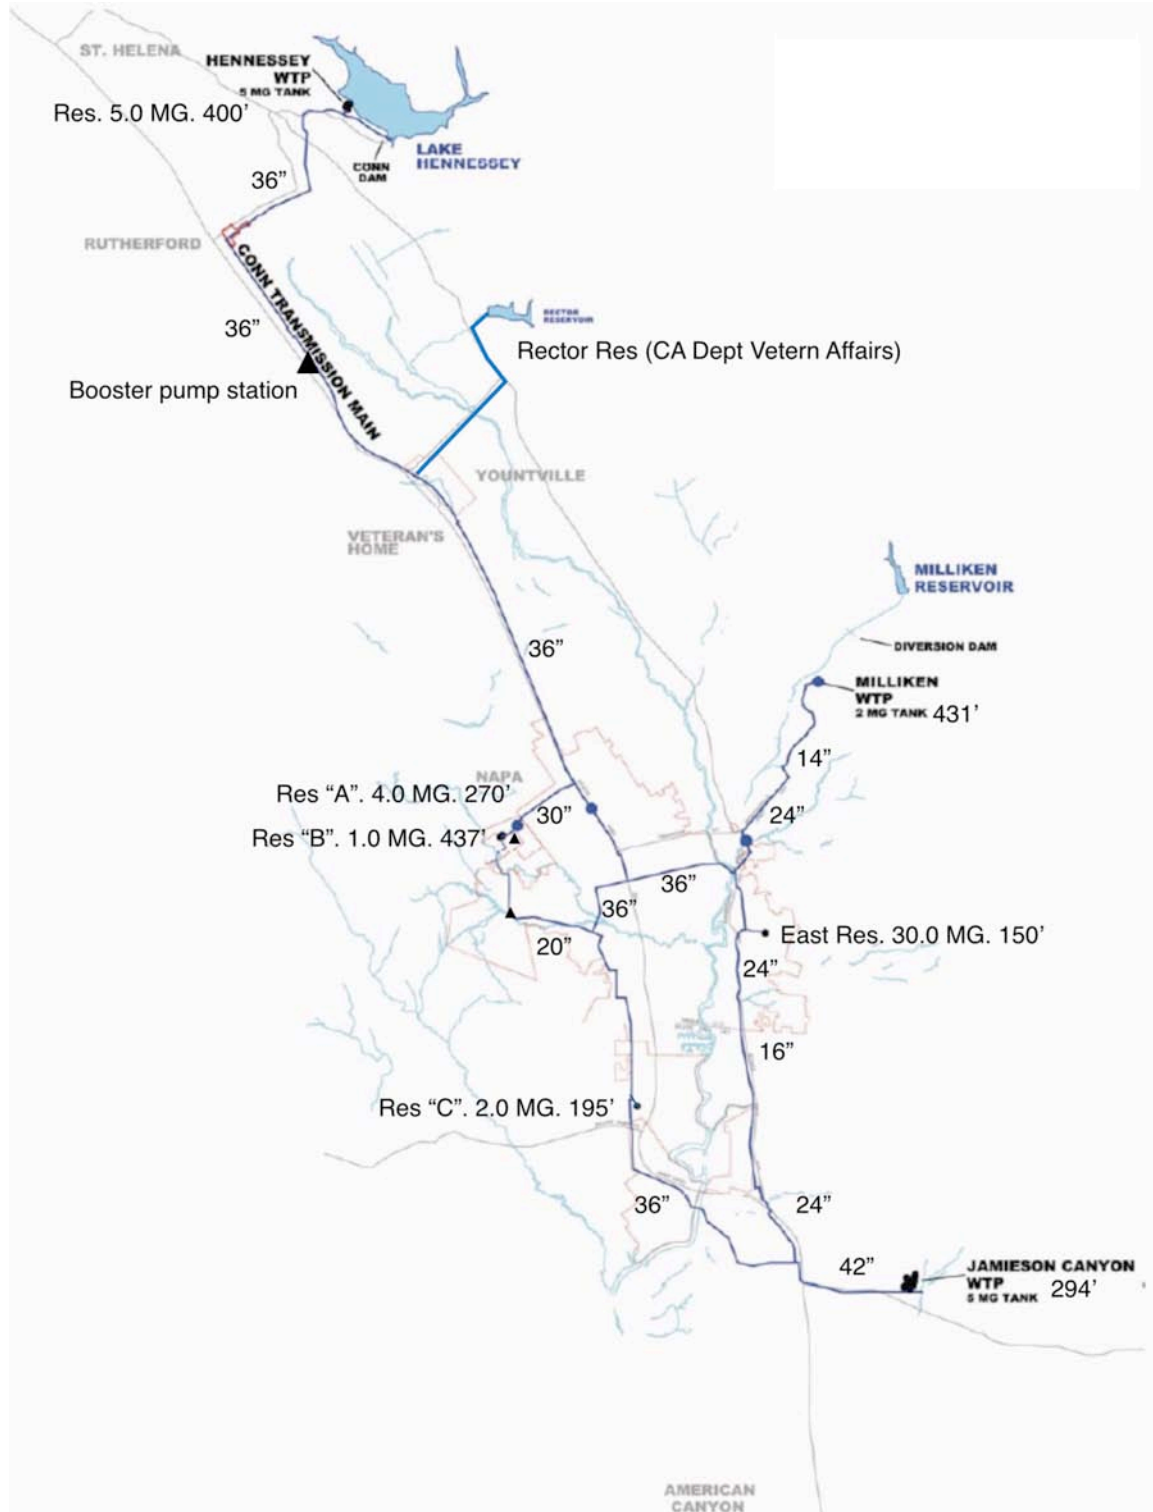 ST. HELENA
HENNESSEY
WTP
5 MG TANK
Res. 5.0 MG. 400’
LAKE
HENNESSEY
CONN
DAM
36”
RUTHERFORD
CONN TRANSMISSION MAIN
RECTOR
RESERVOIR
36”
Rector Res (CA Dept Vetern Affairs)
Booster pump station
YOUNTVILLE
VETERAN'S
HOME
MILLIKEN
RESERVOIR
36”
DIVERSION DAM
MILLIKEN
WTP
2 MG TANK 431’
14”
NAPA
Res “A”. 4.0 MG. 270’
30”
24”
Res “B”. 1.0 MG. 437’
36”
36”
20”
East Res. 30.0 MG. 150’
24”
16”
Res “C”. 2.0 MG. 195’
36”
24”
42”
JAMIESON CANYON
WTP
5 MG TANK 294’
AMERICAN
CANYON